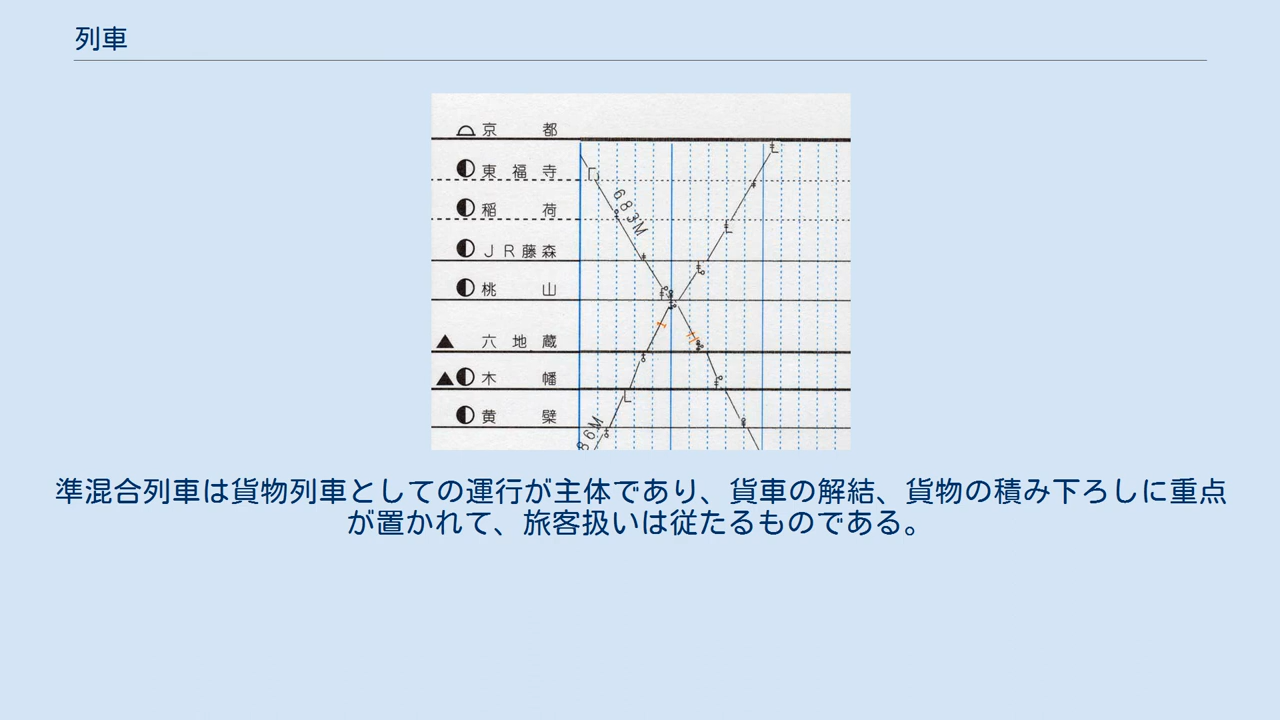 列車
京都
東福寺
稲荷
JR藤森
桃山
六地蔵
木幡
黄檗
683M
86M
準混合列車は貨物列車としての運行が主体であり、貨車の解結、貨物の積み下ろしに重点
が置かれて、旅客扱いは従たるものである。